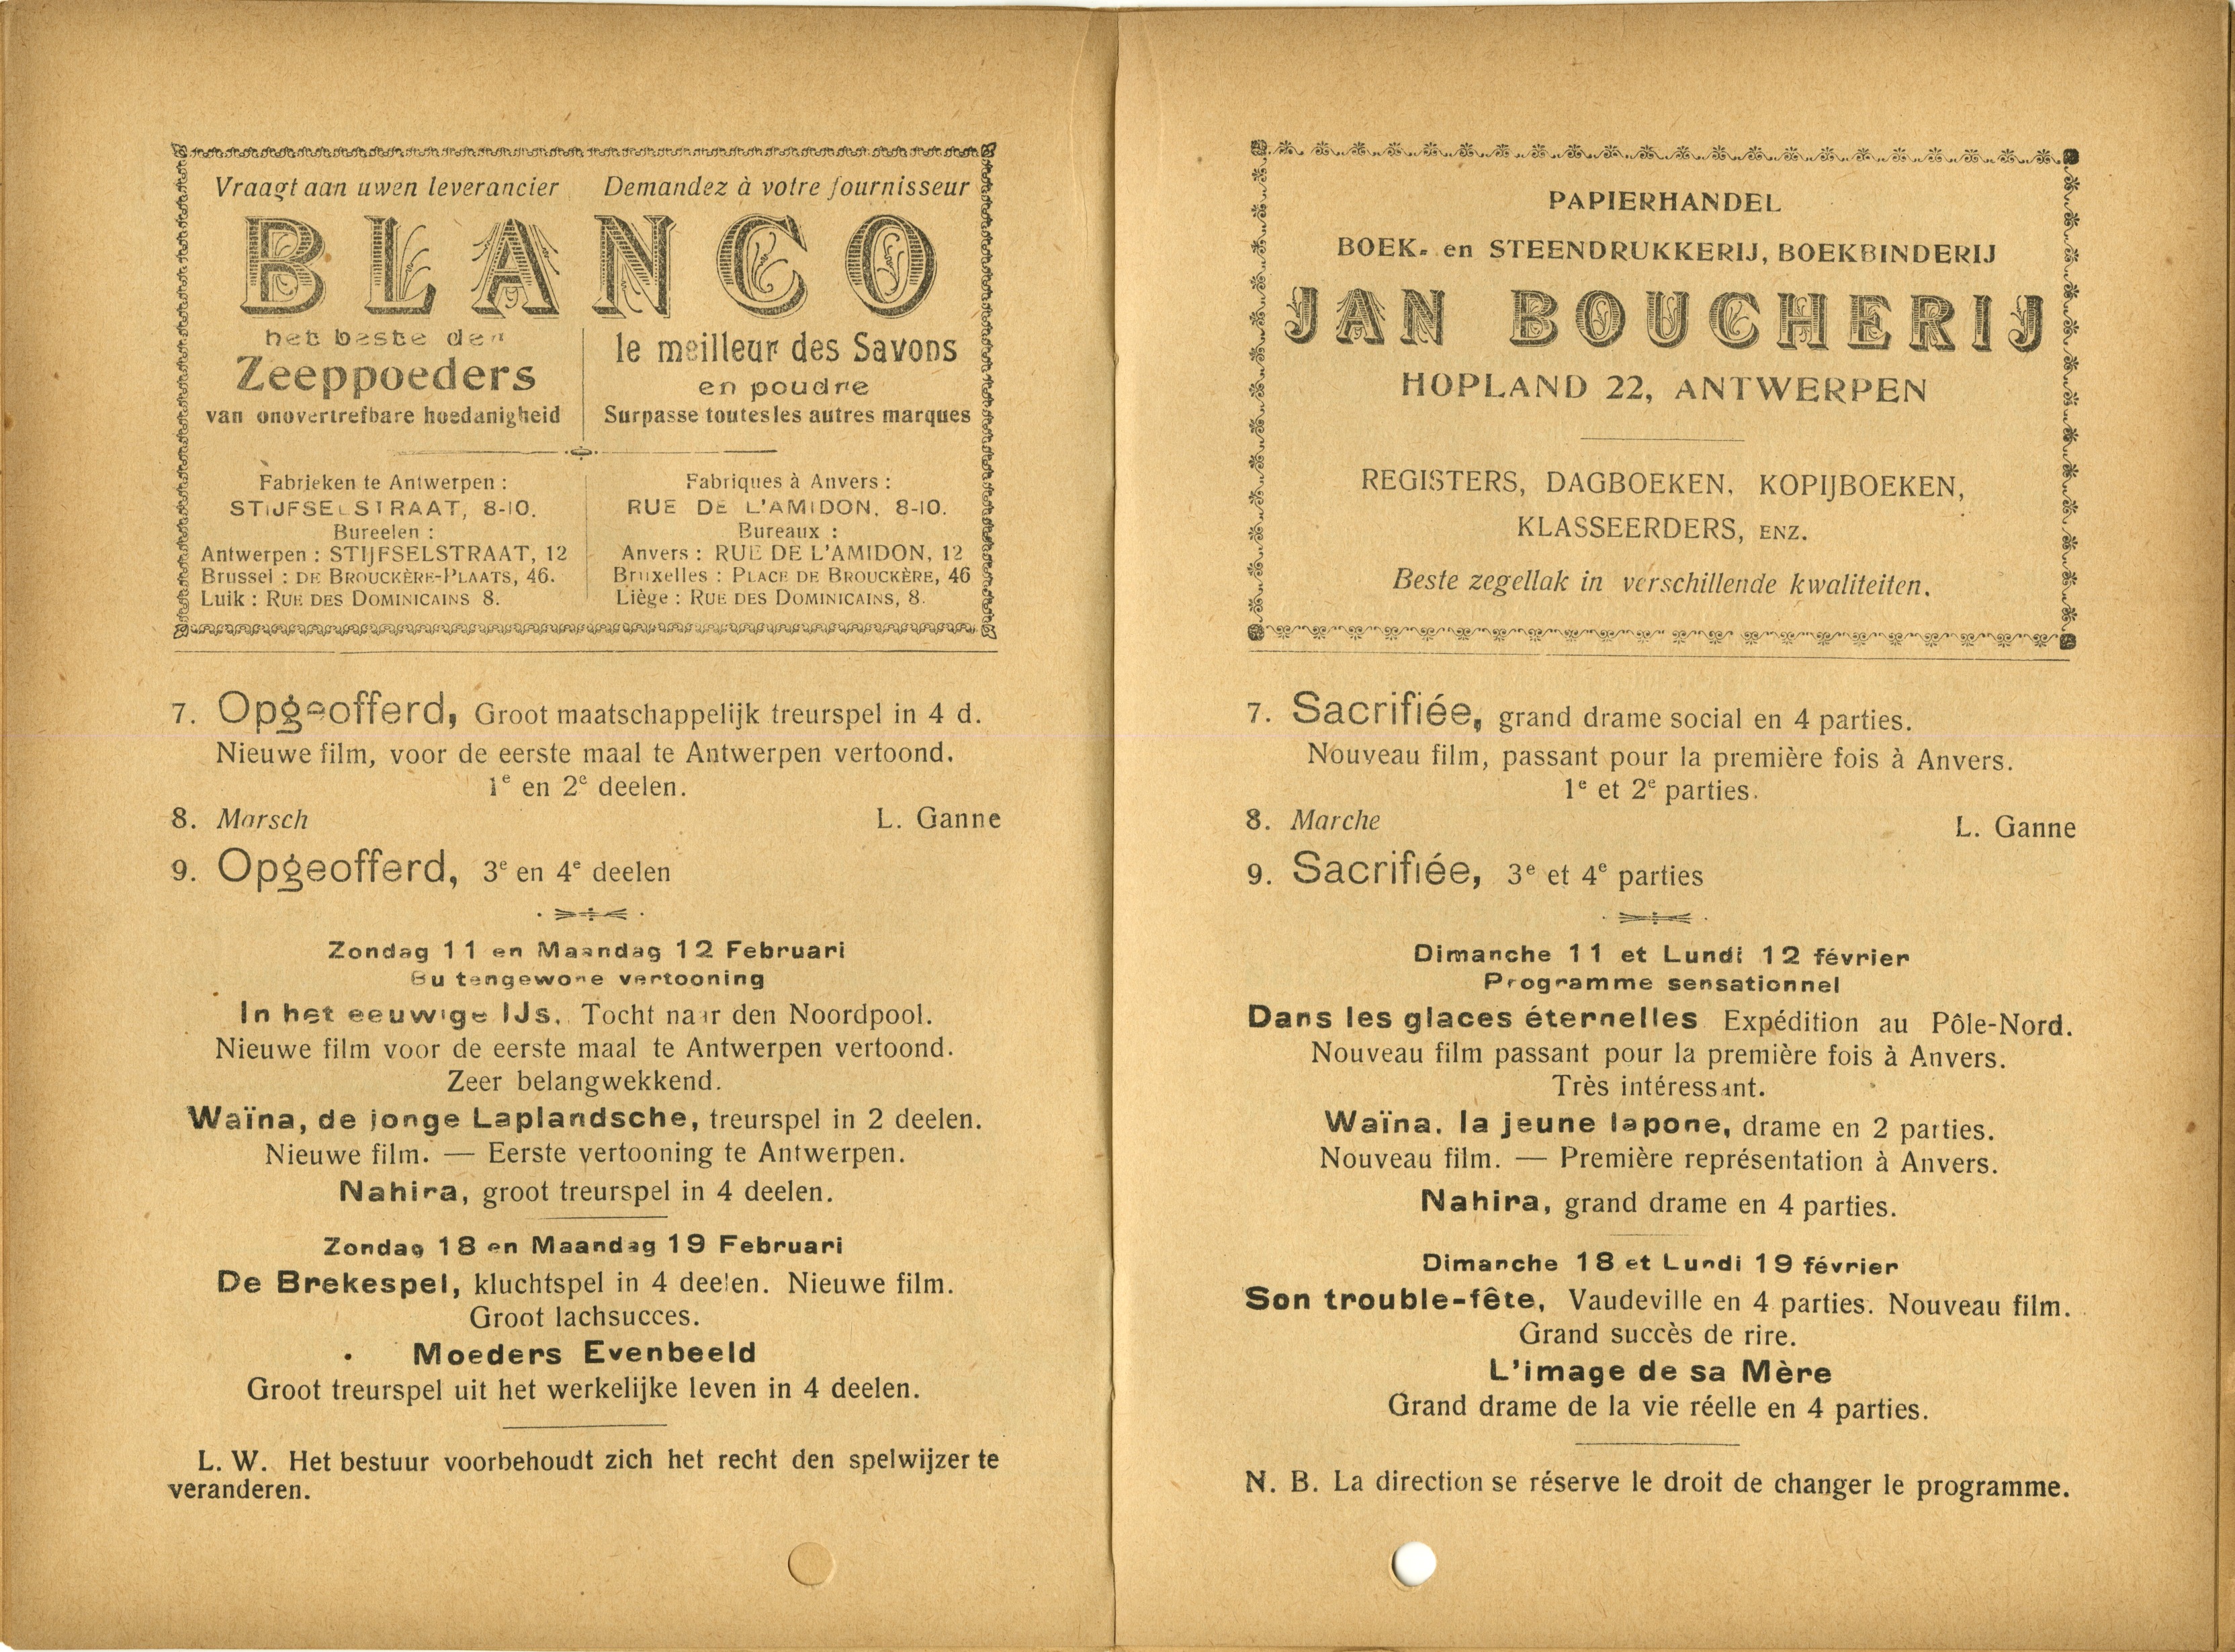 Vraagt aan uwen leverancier
Demandez à votre fournisseur
BLANCO
het beste der
Zeeppoeders
van onovertrefbare hoedanigheid
le meilleur des Savons
en poudre
Surpasse toutes les autres marques
Fabrieken te Antwerpen :
STIJFSELSTRAAT, 8-10.
Bureelen :
Antwerpen : STIJFSELSTRAAT, 12
Brussel : DE BROUCKÈRE-PLAATS, 46.
Luik : RUE DES DOMINICAINS 8.
Fabriques à Anvers :
RUE DE L'AMIDON, 8-10.
Bureaux :
Anvers : RUE DE L'AMIDON, 12
Bruxelles : PLACE DE BROUCKÈRE, 46
Liège : RUE DES DOMINICAINS, 8.
7. Opgeofferd, Groot maatschappelijk treurspel in 4 d.
Nieuwe film, voor de eerste maal te Antwerpen vertoond.
1e en 2e deelen.
8. Marsch L. Ganne
9. Opgeofferd, 3e en 4e deelen
Zondag 11 en Maandag 12 Februari
Bu tengewone vertooning
In het eeuwige IJs, Tocht naar den Noordpool.
Nieuwe film voor de eerste maal te Antwerpen vertoond.
Zeer belangwekkend.
Waïna, de jonge Laplandsche, treurspel in 2 deelen.
Nieuwe film. — Eerste vertooning te Antwerpen.
Nahira, groot treurspel in 4 deelen.
Zondag 18 en Maandag 19 Februari
De Brekespel, kluchtspel in 4 deelen. Nieuwe film.
Groot lachsucces.
Moeders Evenbeeld
Groot treurspel uit het werkelijke leven in 4 deelen.
L. W. Het bestuur voorbehoudt zich het recht den spelwijzer te
veranderen.
PAPIERHANDEL
BOEK- en STEENDRUKKERIJ, BOEKBINDERIJ
JAN BOUCHERIJ
HOPLAND 22, ANTWERPEN
REGISTERS, DAGBOEKEN, KOPIJBOEKEN,
KLASSEERDERS, ENZ.
Beste zegellak in verschillende kwaliteiten.
7. Sacrifiée, grand drame social en 4 parties.
Nouveau film, passant pour la première fois à Anvers.
1e et 2e parties.
8. Marche L. Ganne
9. Sacrifiée, 3e et 4e parties
Dimanche 11 et Lundi 12 février
Programme sensationnel
Dans les glaces éternelles Expédition au Pôle-Nord.
Nouveau film passant pour la première fois à Anvers.
Très intéressant.
Waïna, la jeune lapone, drame en 2 parties.
Nouveau film. — Première représentation à Anvers.
Nahira, grand drame en 4 parties.
Dimanche 18 et Lundi 19 février
Son trouble-fête, Vaudeville en 4 parties. Nouveau film.
Grand succès de rire.
L'image de sa Mère
Grand drame de la vie réelle en 4 parties.
N. B. La direction se réserve le droit de changer le programme.